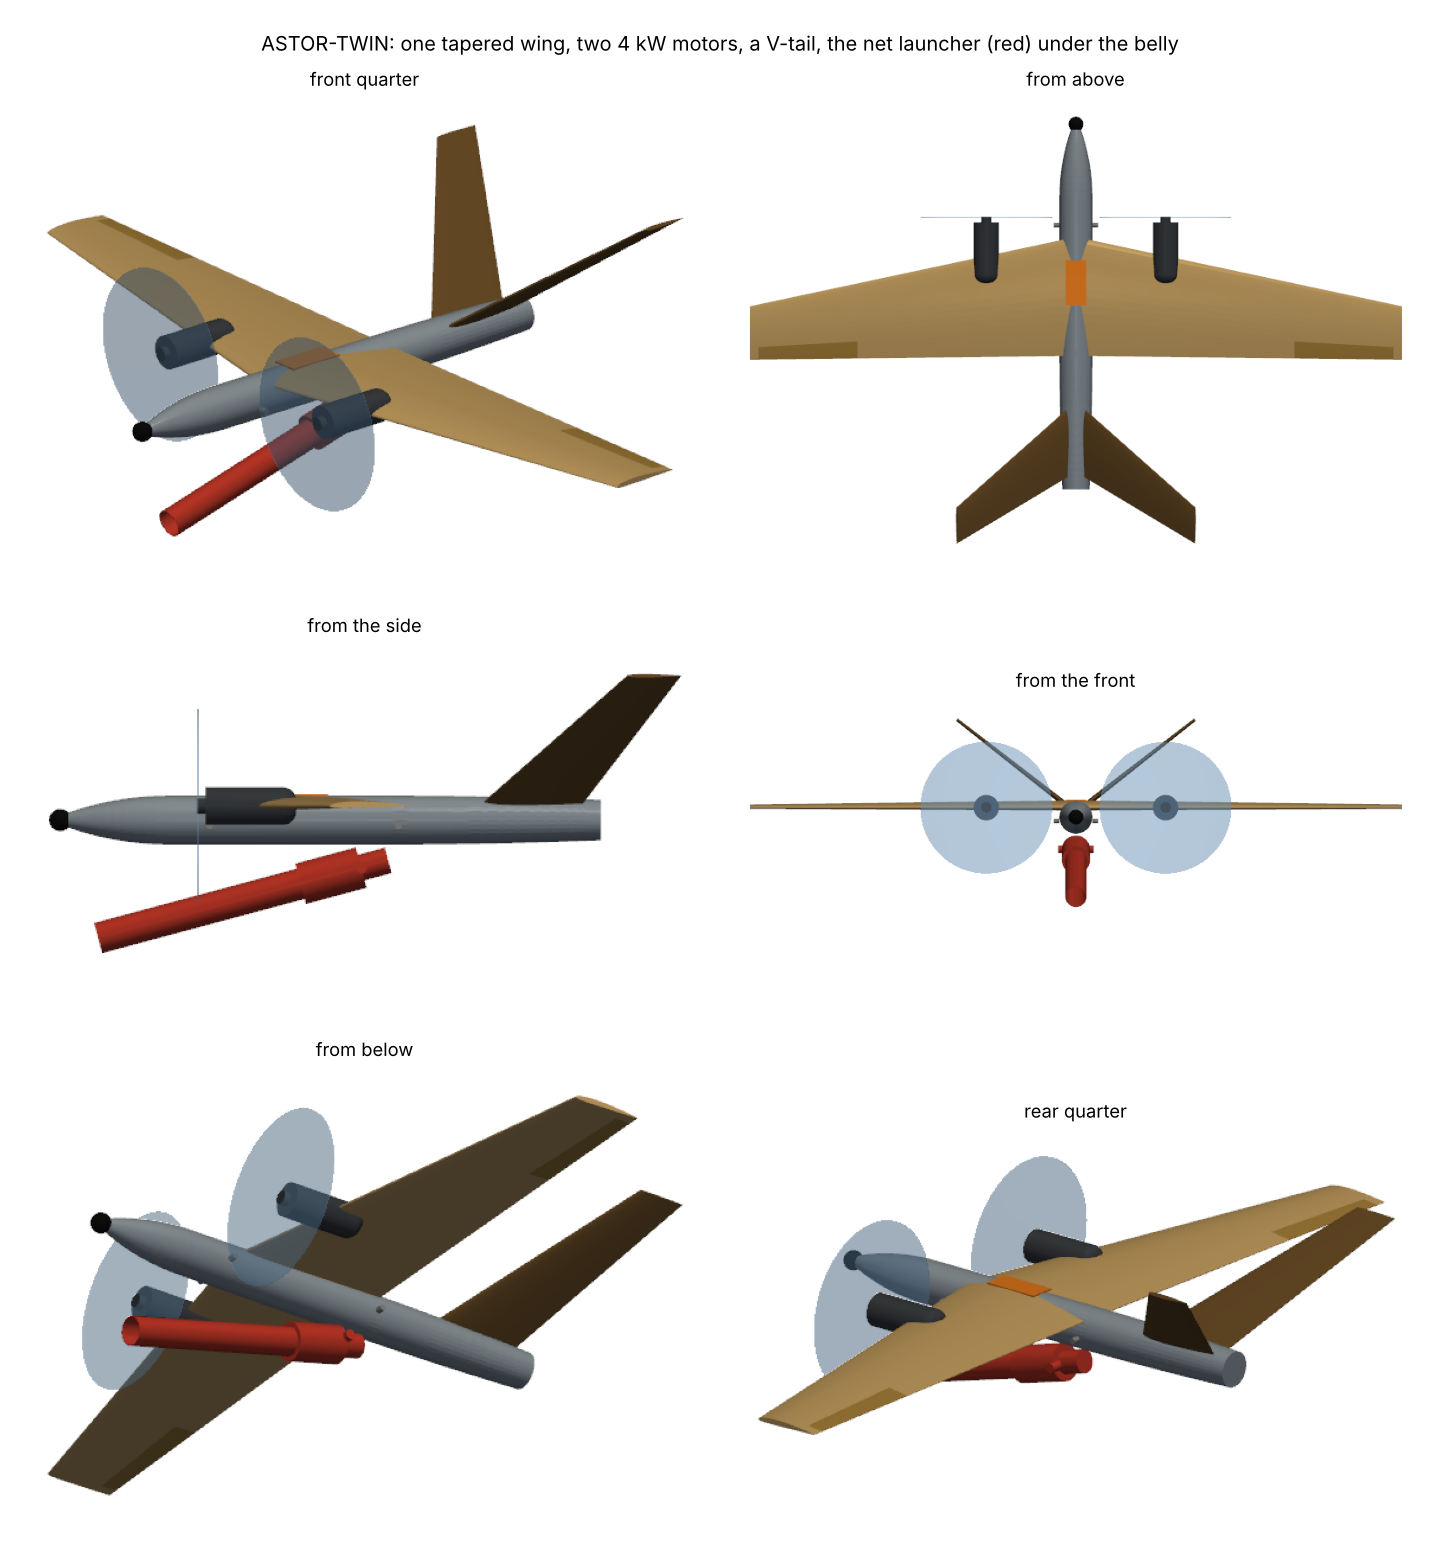 ASTOR-TWIN: one tapered wing, two 4 kW motors, a V-tail, the net launcher (red) under the belly
front quarter
from above
from the side
from the front
from below
rear quarter